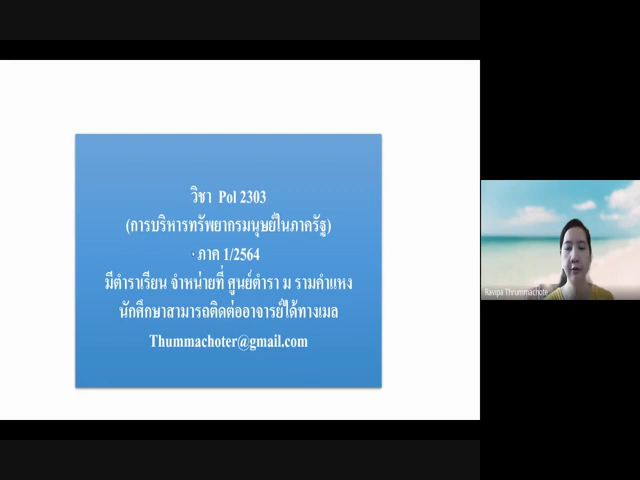 วิชา Pol 2303
(การบริหารทรัพยากรมนุษย์ในภาครัฐ)
· ภาค 1/2564
มีตำราเรียน จำหน่ายที่ ศูนย์ตำรา ม รามคำแหง
นักศึกษาสามารถติดต่ออาจารย์ได้ทางเมล
Thummachoter@gmail.com
Ravipa Thrummachote